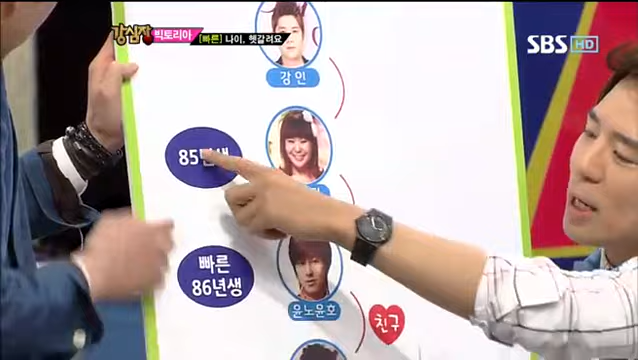 강심장 빅토리아
[빠른] 나이, 헷갈려요
SBS HD
강인
85년생
빠른
86년생
윤노윤호
친구